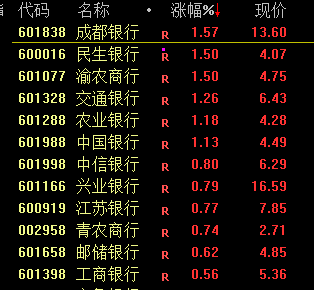 代码 名称 • 涨幅%↓ 现价
601838 成都银行 R 1.57 13.60
600016 民生银行 R 1.50 4.07
601077 渝农商行 R 1.50 4.75
601328 交通银行 R 1.26 6.43
601288 农业银行 R 1.18 4.28
601988 中国银行 R 1.13 4.49
601998 中信银行 R 0.80 6.29
601166 兴业银行 R 0.79 16.59
600919 江苏银行 R 0.77 7.85
002958 青农商行 R 0.74 2.71
601658 邮储银行 R 0.62 4.85
601398 工商银行 R 0.56 5.36